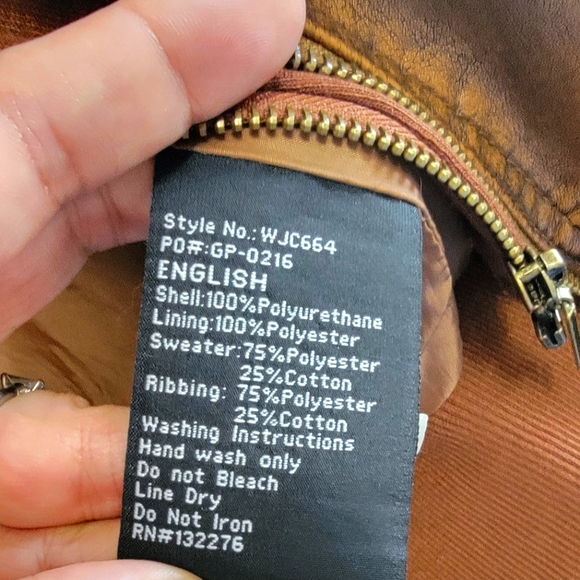 Style No.: WJC664
PO#:GP-0216
ENGLISH
Shell:100%Polyurethane
Lining:100%Polyester
Sweater:75%Polyester
25%Cotton
Ribbing: 75%Polyester
25%Cotton
Washing Instructions
Hand wash only
Do not Bleach
Line Dry
Do Not Iron
RN#132276